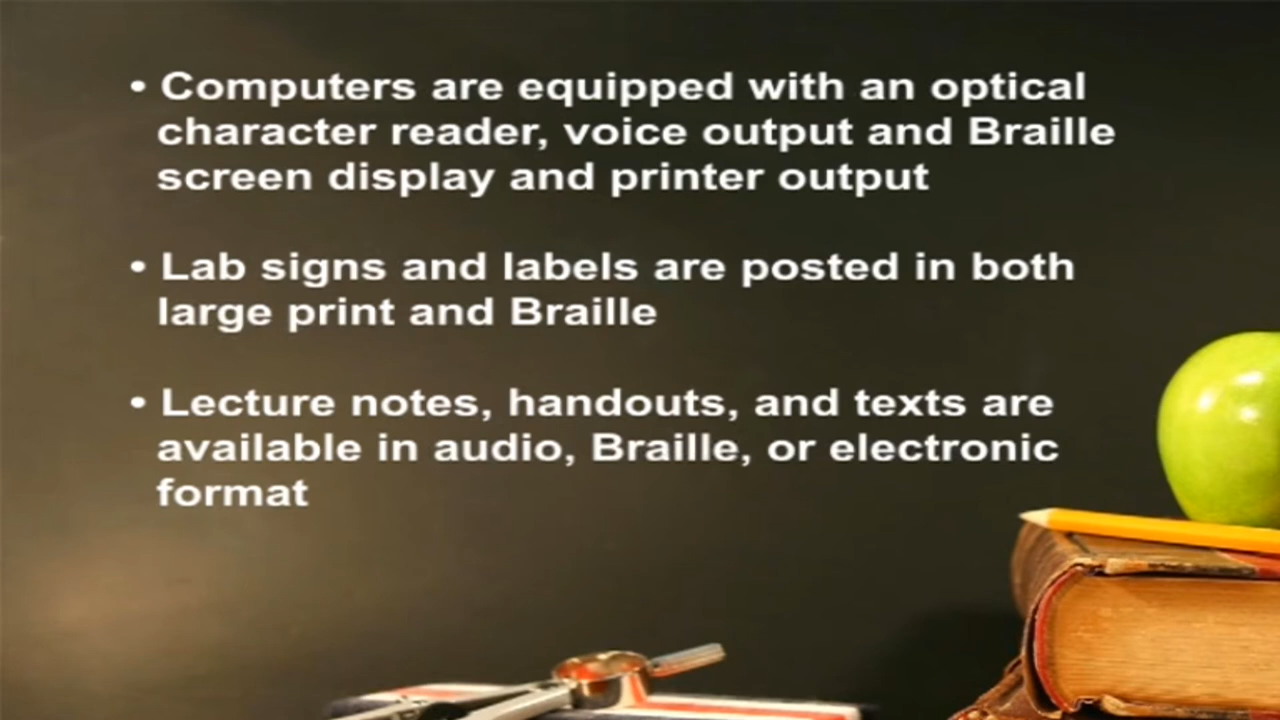 • Computers are equipped with an optical
character reader, voice output and Braille
screen display and printer output
• Lab signs and labels are posted in both
large print and Braille
• Lecture notes, handouts, and texts are
available in audio, Braille, or electronic
format